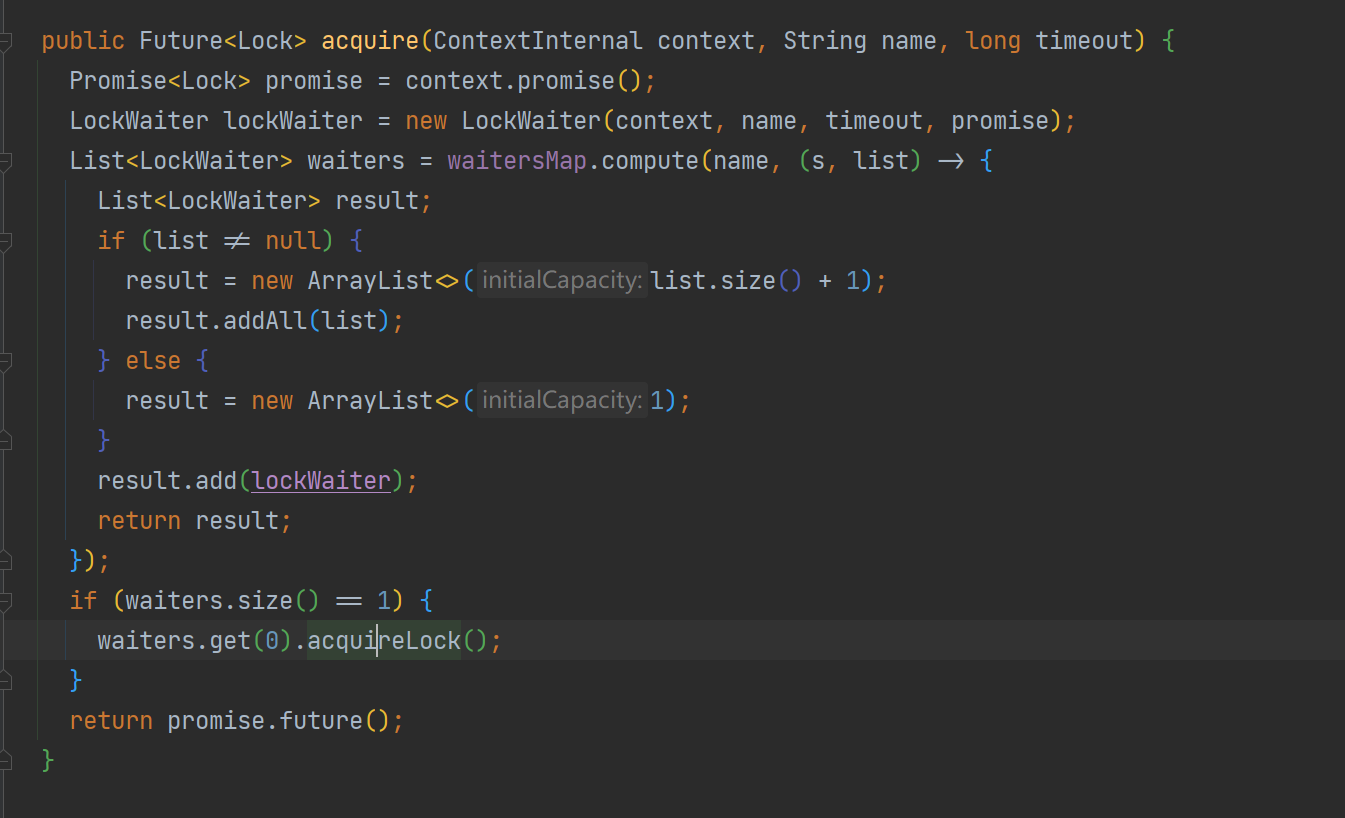 public Future<Lock> acquire(ContextInternal context, String name, long timeout) {
Promise<Lock> promise = context.promise();
LockWaiter lockWaiter = new LockWaiter(context, name, timeout, promise);
List<LockWaiter> waiters = waitersMap.compute(name, (s, list) -> {
List<LockWaiter> result;
if (list != null) {
result = new ArrayList<>( initialCapacity: list.size() + 1);
result.addAll(list);
} else {
result = new ArrayList<>( initialCapacity: 1);
}
result.add(lockWaiter);
return result;
});
if (waiters.size() == 1) {
waiters.get(0).acquireLock();
}
return promise.future();
}